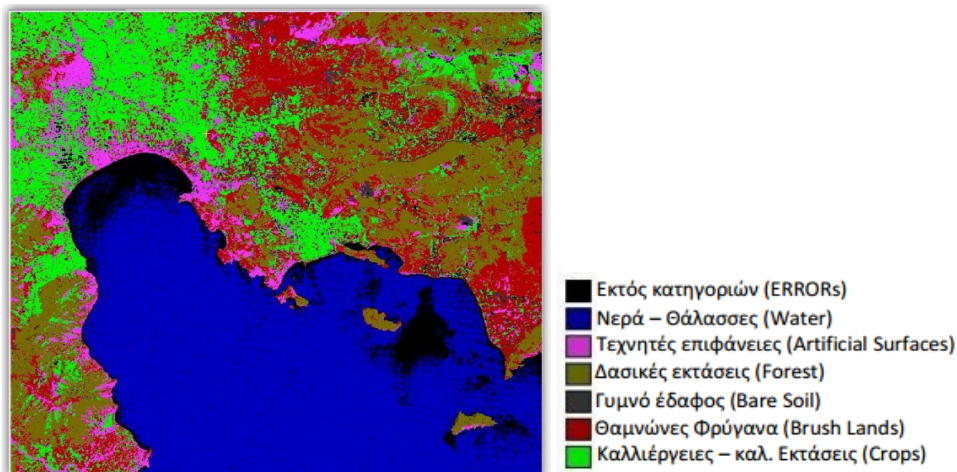 Εκτός κατηγοριών (ERRORs)
Νερά – Θάλασσες (Water)
Τεχνητές επιφάνειες (Artificial Surfaces)
Δασικές εκτάσεις (Forest)
Γυμνό έδαφος (Bare Soil)
Θαμνώνες Φρύγανα (Brush Lands)
Καλλιέργειες – καλ. Εκτάσεις (Crops)